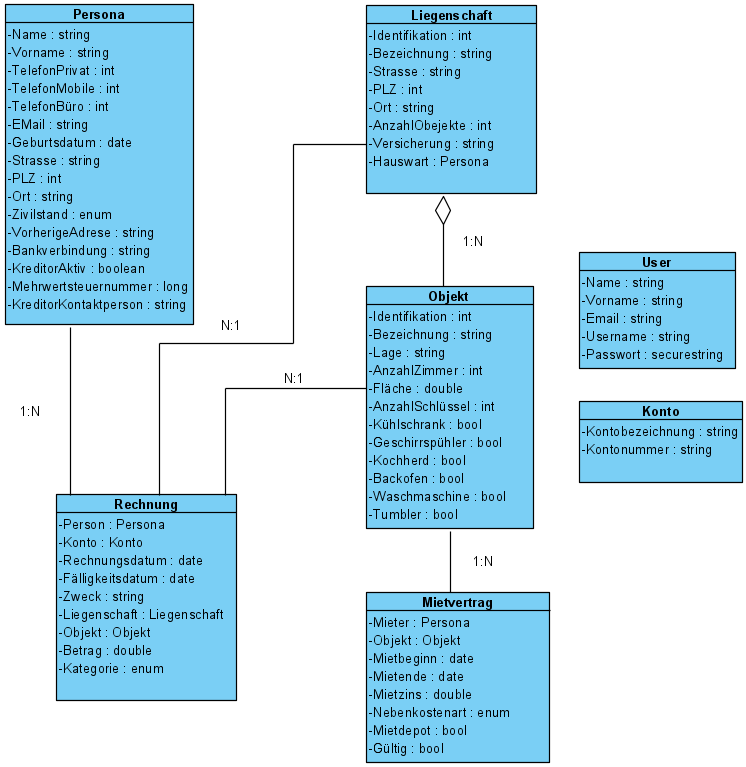 Persona
-Name : string
-Vorname : string
-TelefonPrivat : int
-TelefonMobile : int
-TelefonBüro : int
-EMail : string
-Geburtsdatum : date
-Strasse : string
-PLZ : int
-Ort : string
-Zivilstand : enum
-VorherigeAdrese : string
-Bankverbindung : string
-KreditorAktiv : boolean
-Mehrwertsteuernummer : long
-KreditorKontaktperson : string
Liegenschaft
-Identifikation : int
-Bezeichnung : string
-Strasse : string
-PLZ : int
-Ort : string
-AnzahlObejekte : int
-Versicherung : string
-Hauswart : Persona
1:N
N:1
N:1
1:N
Objekt
-Identifikation : int
-Bezeichnung : string
-Lage : string
-AnzahlZimmer : int
-Fläche : double
-AnzahlSchlüssel : int
-Kühlschrank : bool
-Geschirrspühler : bool
-Kochherd : bool
-Backofen : bool
-Waschmaschine : bool
-Tumbler : bool
User
-Name : string
-Vorname : string
-Email : string
-Username : string
-Passwort : securestring
Konto
-Kontobezeichnung : string
-Kontonummer : string
Rechnung
-Person : Persona
-Konto : Konto
-Rechnungsdatum : date
-Fälligkeitsdatum : date
-Zweck : string
-Liegenschaft : Liegenschaft
-Objekt : Objekt
-Betrag : double
-Kategorie : enum
1:N
Mietvertrag
-Mieter : Persona
-Objekt : Objekt
-Mietbeginn : date
-Mietende : date
-Mietzins : double
-Nebenkostenart : enum
-Mietdepot : bool
-Gültig : bool